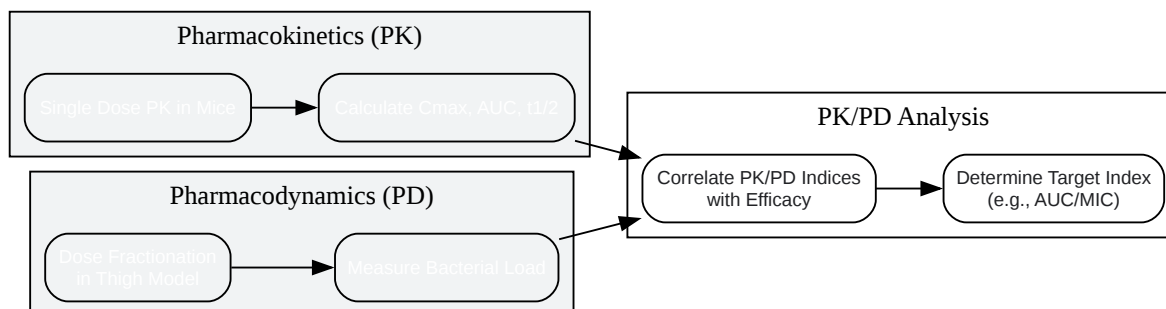 Pharmacokinetics (PK)
Single Dose PK in Mice
Calculate Cmax, AUC, t1/2
Pharmacodynamics (PD)
Dose Fractionation
in Thigh Model
Measure Bacterial Load
PK/PD Analysis
Correlate PK/PD Indices
with Efficacy
Determine Target Index
(e.g., AUC/MIC)